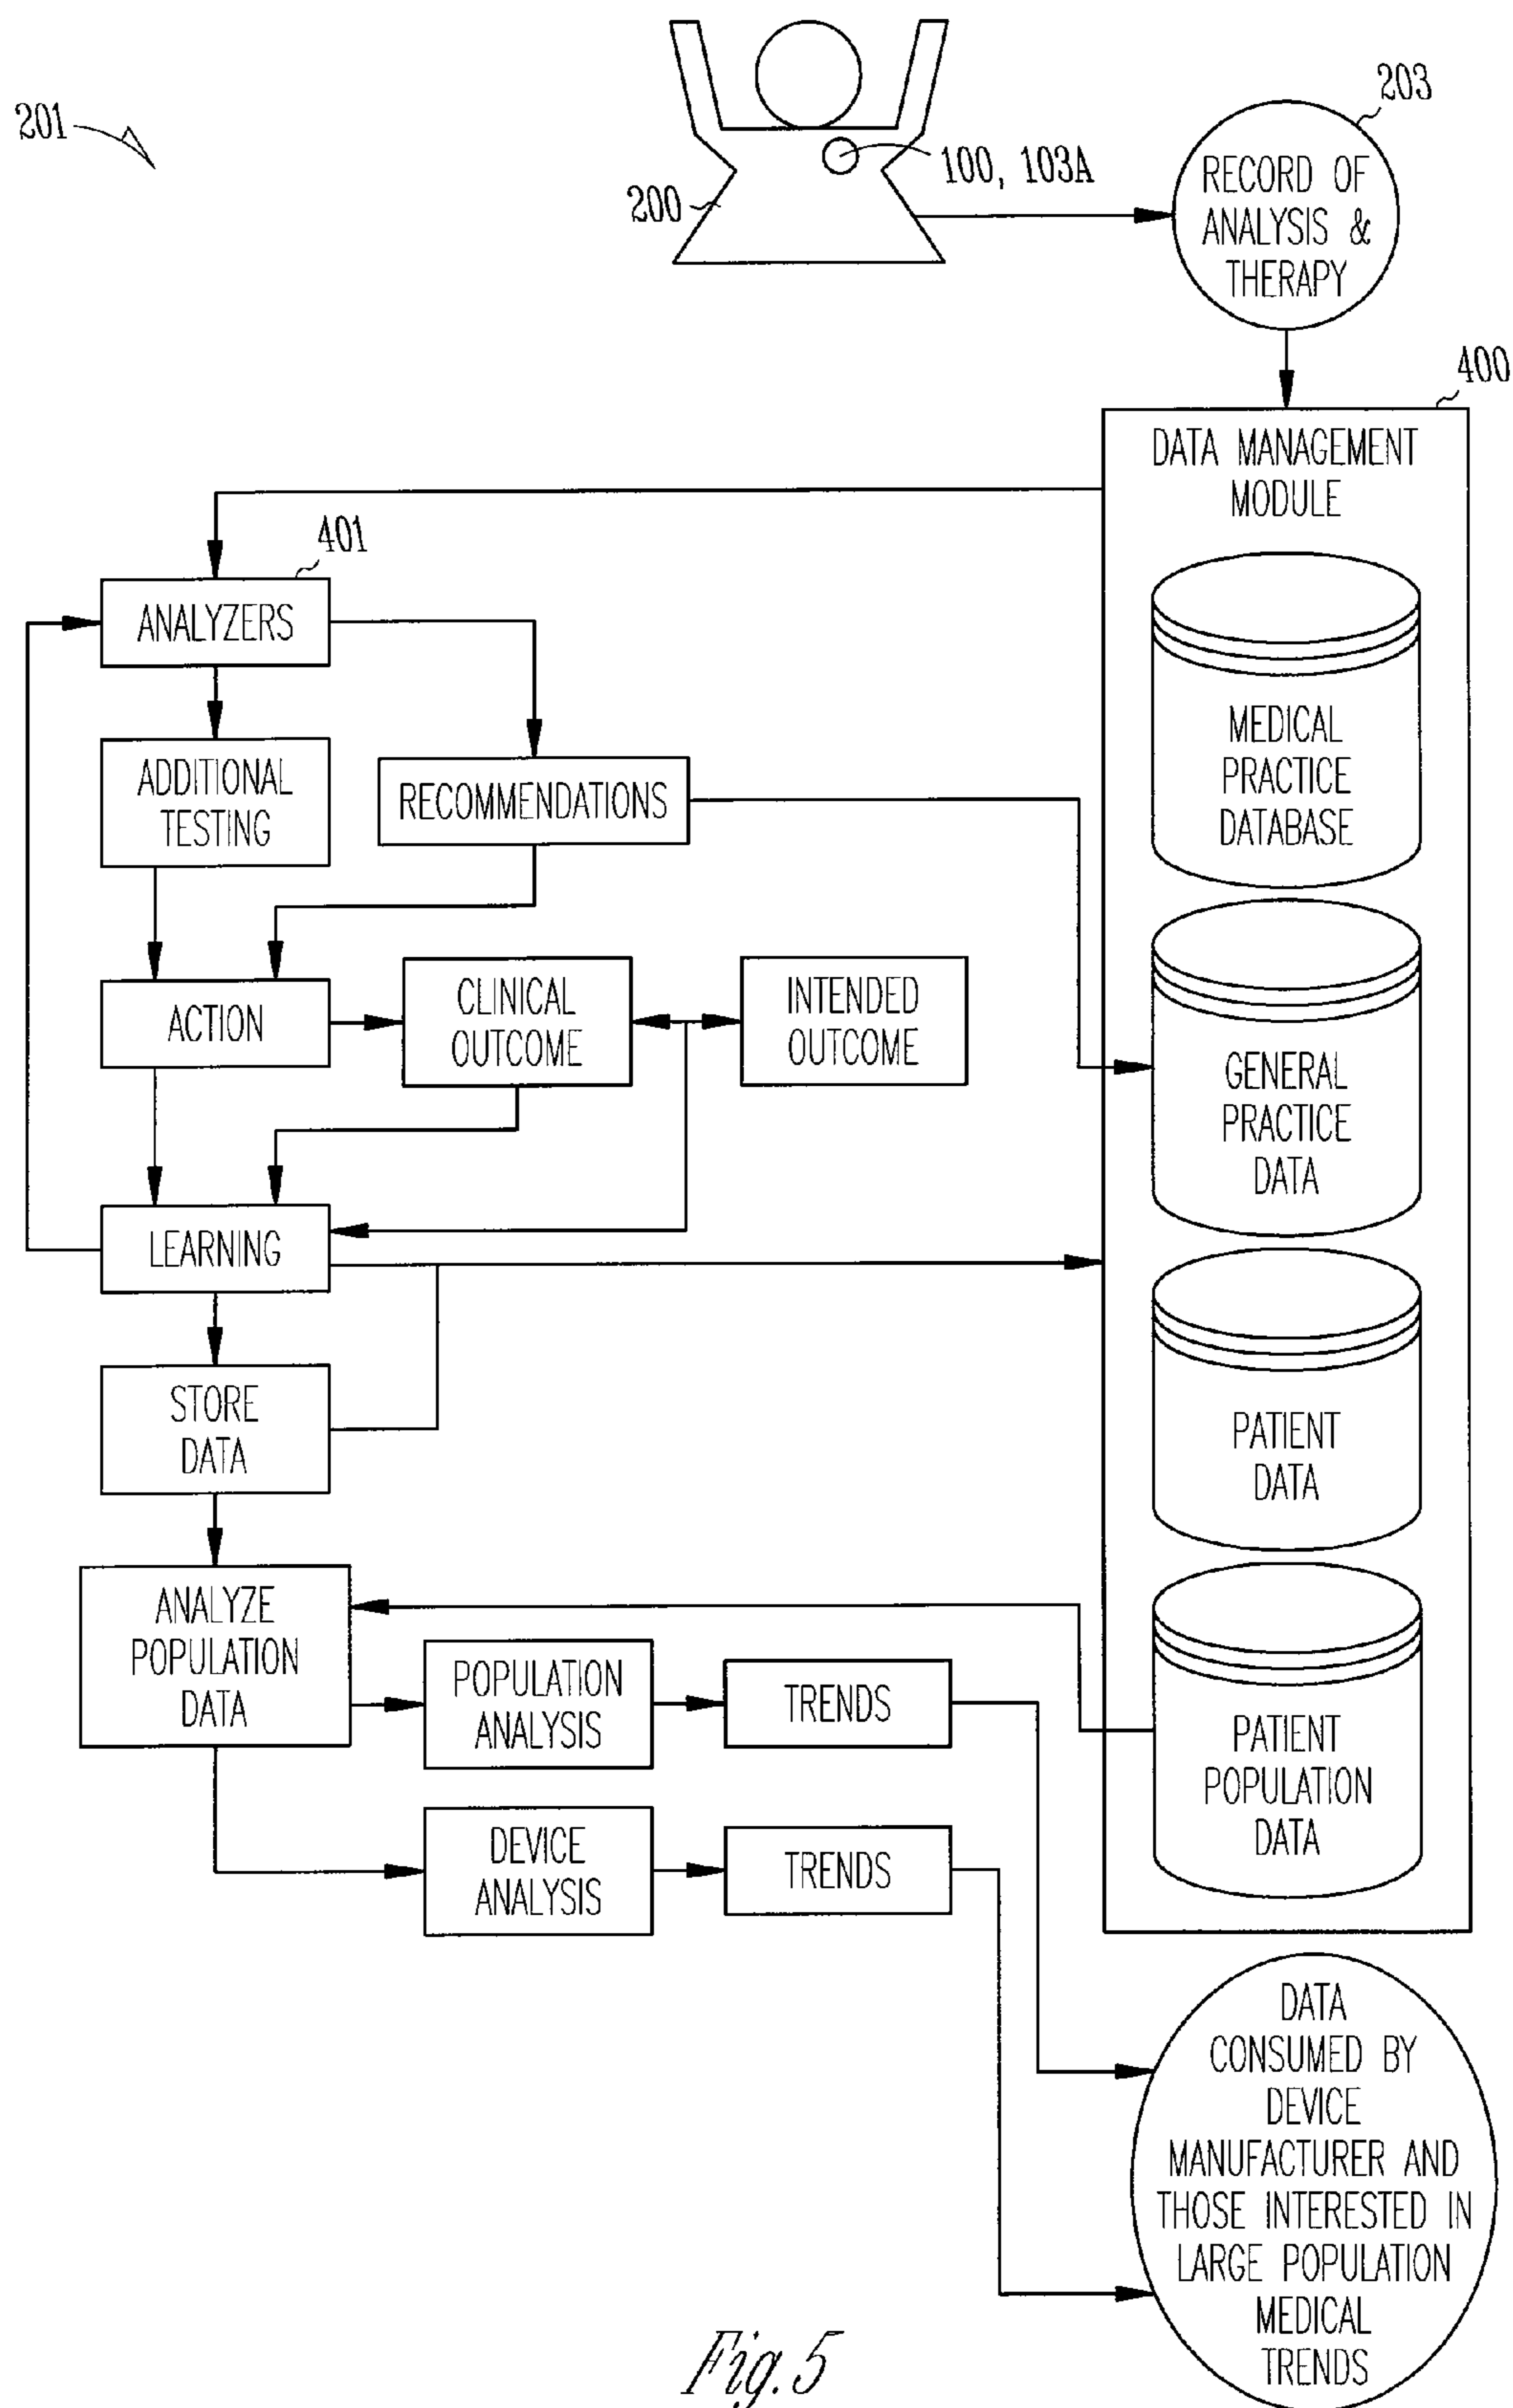 201
203
100, 103A
200
RECORD OF
ANALYSIS &
THERAPY
400
DATA MANAGEMENT
MODULE
401
ANALYZERS
ADDITIONAL
TESTING
RECOMMENDATIONS
MEDICAL
PRACTICE
DATABASE
ACTION
CLINICAL
OUTCOME
INTENDED
OUTCOME
GENERAL
PRACTICE
DATA
LEARNING
STORE
DATA
PATIENT
DATA
ANALYZE
POPULATION
DATA
POPULATION
ANALYSIS
TRENDS
PATIENT
POPULATION
DATA
DEVICE
ANALYSIS
TRENDS
DATA
CONSUMED BY
DEVICE
MANUFACTURER AND
THOSE INTERESTED IN
LARGE POPULATION
MEDICAL
TRENDS
Fig. 5